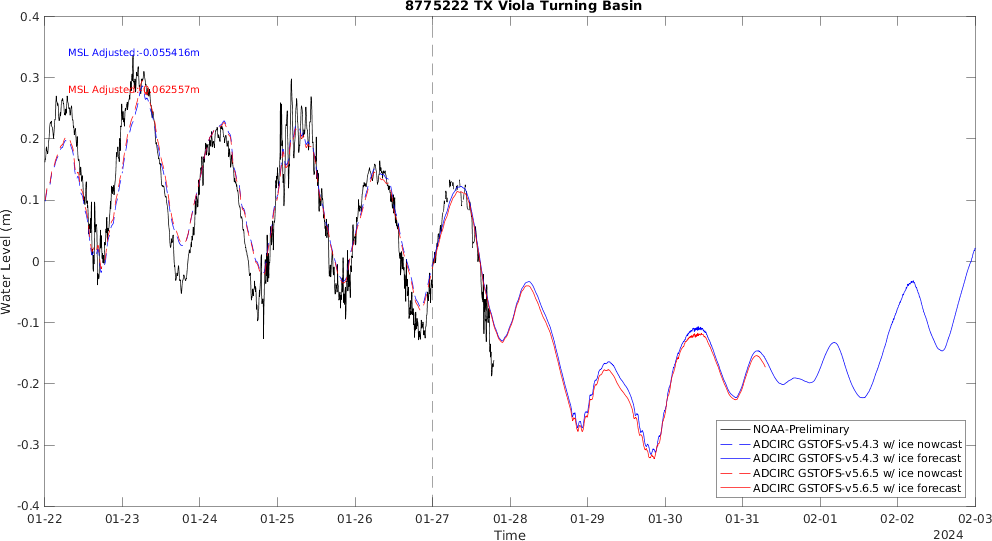 8775222 TX Viola Turning Basin
0.4
0.3
0.2
0.1
0
-0.1
-0.2
-0.3
-0.4
Water Level (m)
MSL Adjusted:-0.055416m
MSL Adjusted:-0.062557m
NOAA-Preliminary
ADCIRC GSTOFS-v5.4.3 w/ ice nowcast
ADCIRC GSTOFS-v5.4.3 w/ ice forecast
ADCIRC GSTOFS-v5.6.5 w/ ice nowcast
ADCIRC GSTOFS-v5.6.5 w/ ice forecast
01-22 01-23 01-24 01-25 01-26 01-27 01-28 01-29 01-30 01-31 02-01 02-02 02-03
Time
2024